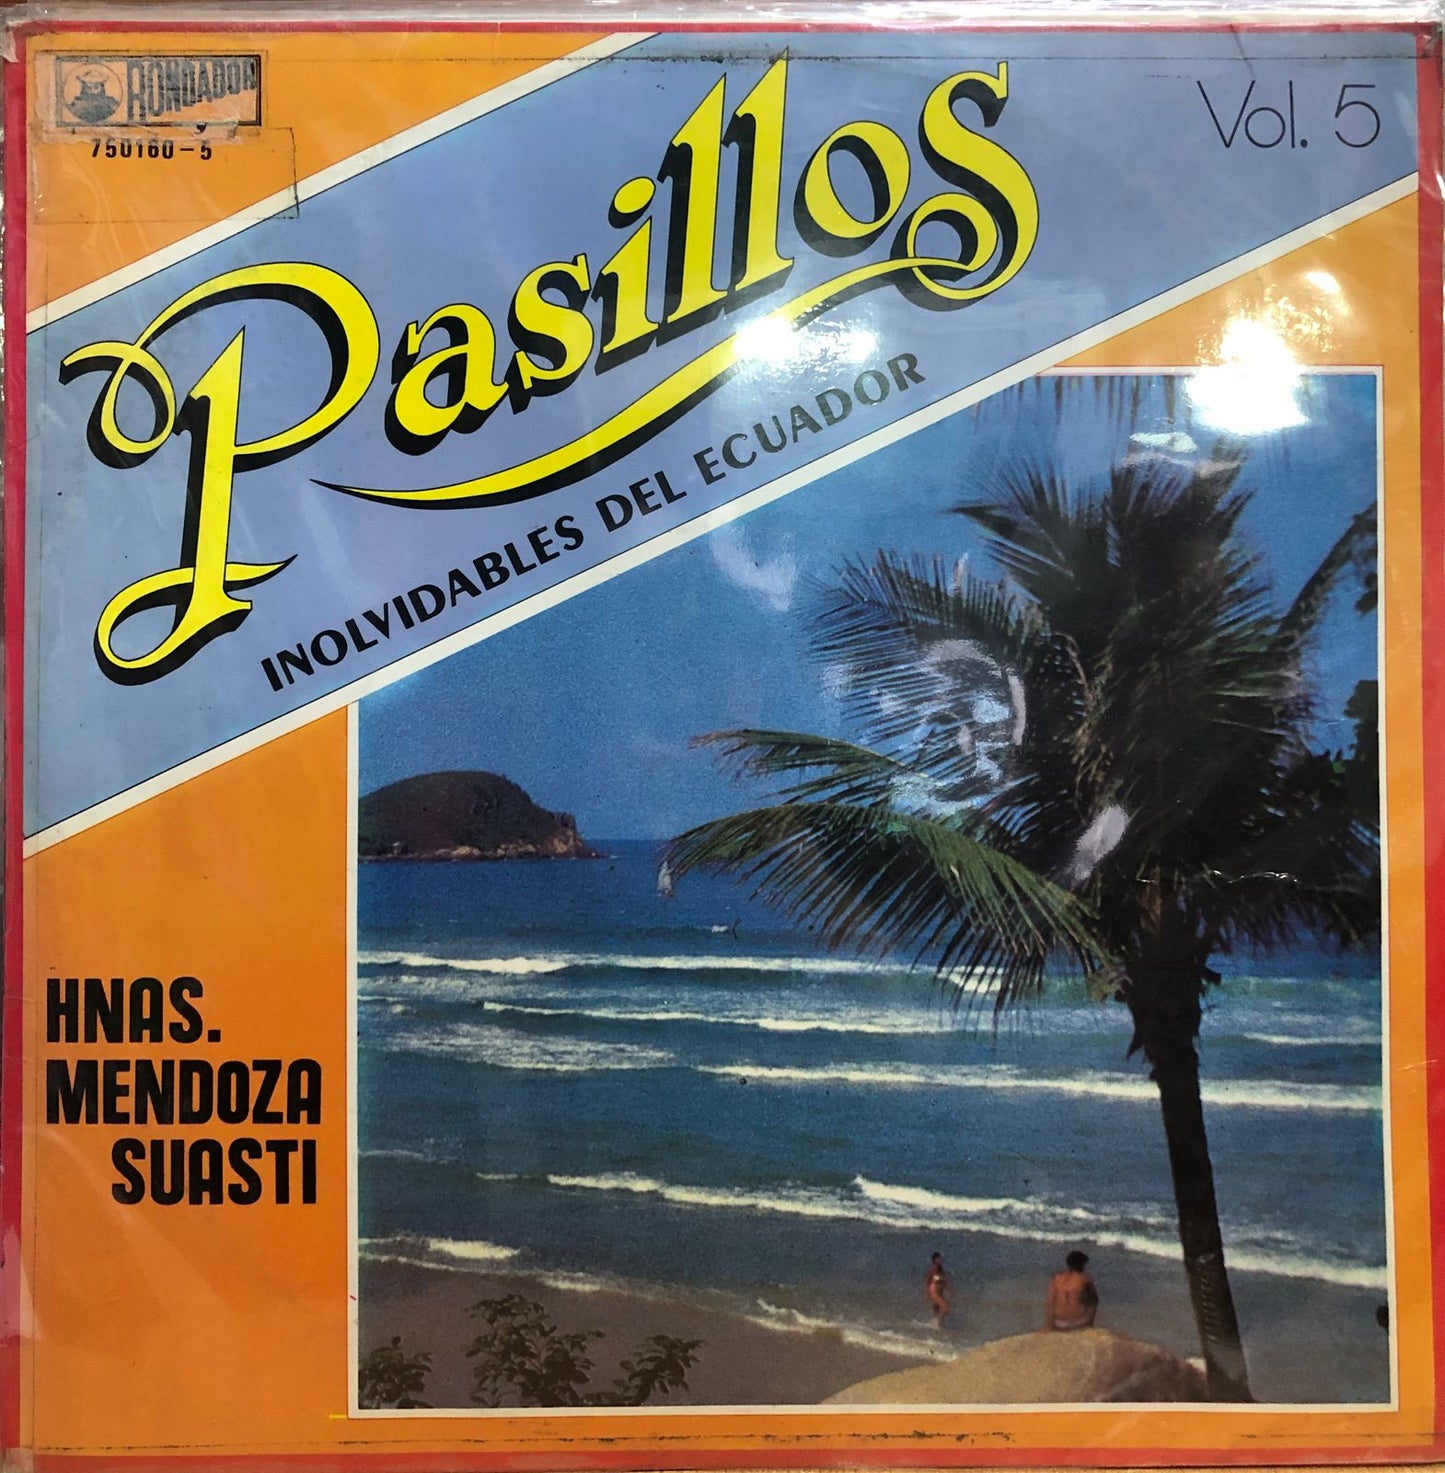 RONDADOR
750160-5
Vol. 5
Pasillos
INOLVIDABLES DEL ECUADOR
HNAS.
MENDOZA
SUASTI